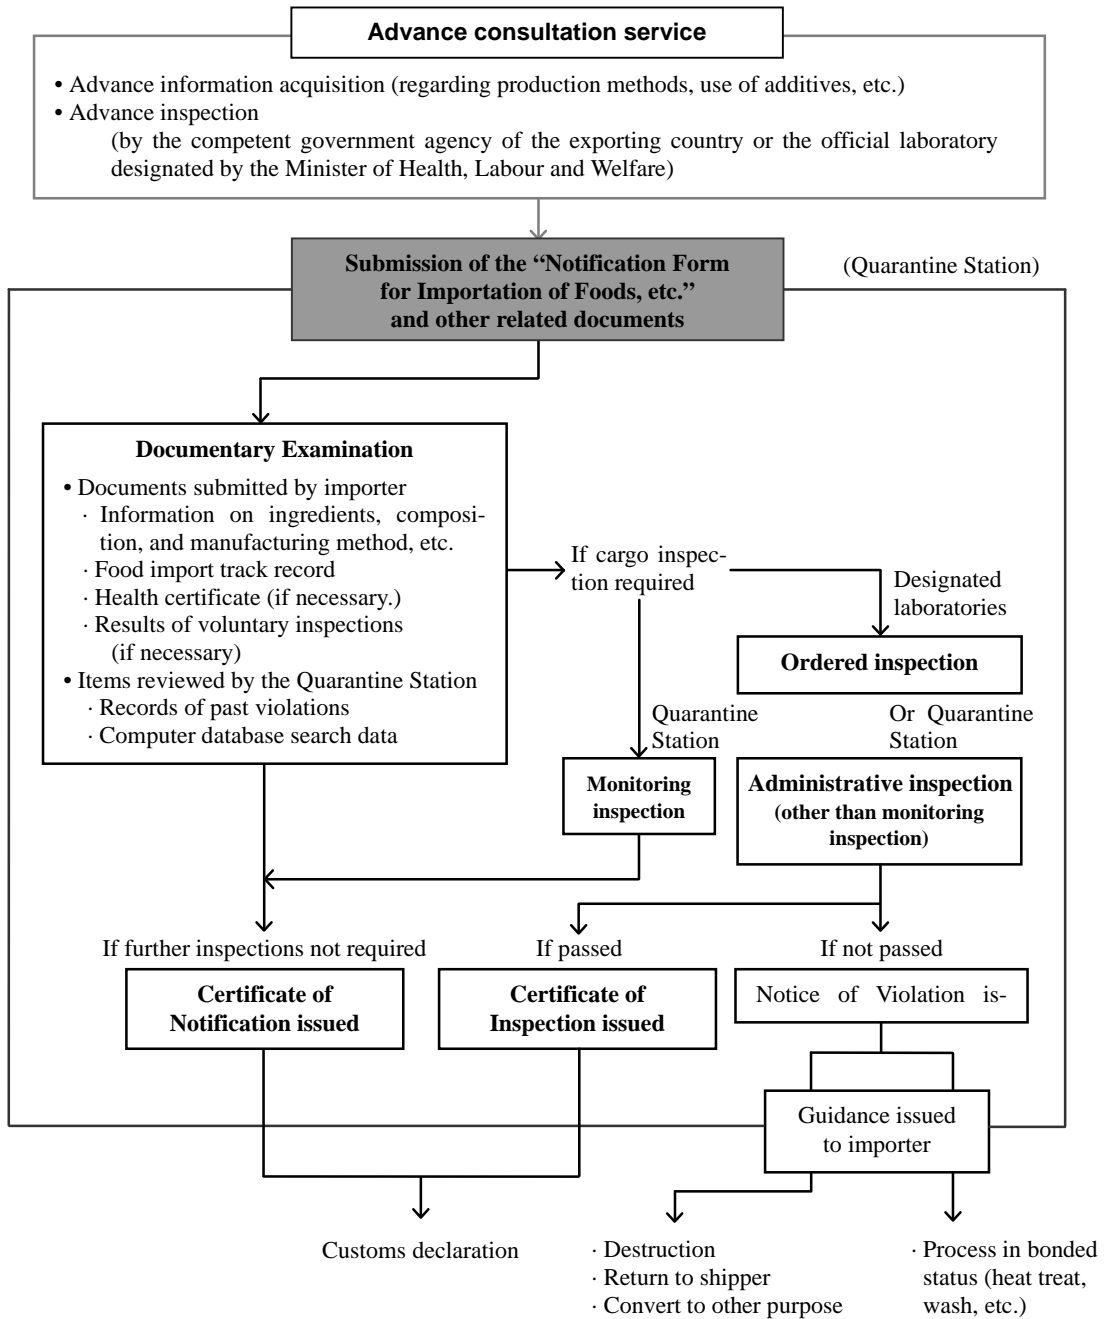 Advance consultation service
• Advance information acquisition (regarding production methods, use of additives, etc.)
• Advance inspection
(by the competent government agency of the exporting country or the official laboratory
designated by the Minister of Health, Labour and Welfare)
Submission of the “Notification Form
for Importation of Foods, etc.”
and other related documents
(Quarantine Station)
Documentary Examination
• Documents submitted by importer
· Information on ingredients, composi-
tion, and manufacturing method, etc.
· Food import track record
· Health certificate (if necessary.)
· Results of voluntary inspections
(if necessary)
• Items reviewed by the Quarantine Station
· Records of past violations
· Computer database search data
If cargo inspec-
tion required
Designated
laboratories
Ordered inspection
Quarantine
Station
Or Quarantine
Station
Monitoring
inspection
Administrative inspection
(other than monitoring
inspection)
If further inspections not required
If passed
If not passed
Certificate of
Notification issued
Certificate of
Inspection issued
Notice of Violation is-
Guidance issued
to importer
Customs declaration
· Destruction
· Return to shipper
· Convert to other purpose
· Process in bonded
status (heat treat,
wash, etc.)